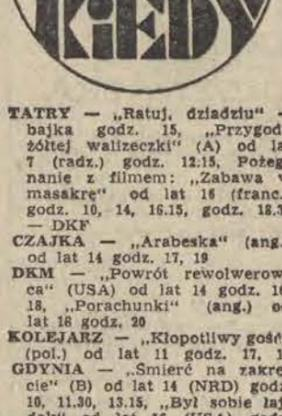 KIEDY
TATRY — „Ratuj, dziadziu" -
bajka godz. 15, „Przygod
żółtej walizeczki" (A) od la
7 (radz.) godz. 12.15, Pożeg
nanie z filmem: „Zabawa w
masakrę" od lat 16 (franc.
godz. 10, 14, 16.15, godz. 18.3
— DKF
CZAJKA — „Arabeska" (ang.
od lat 14 godz. 17, 19
DKM — „Powrót rewolwerow
ca" (USA) od lat 14 godz. 16
18, „Porachunki" (ang.) o
lat 18 godz. 20
KOLEJARZ — „Kłopotliwy gość
(pol.) od lat 11 godz. 17, 1
GDYNIA — „Śmierć na zakrę
cie" (B) od lat 14 (NRD) godz
10, 11.30, 13.15, „Był sobie łaj